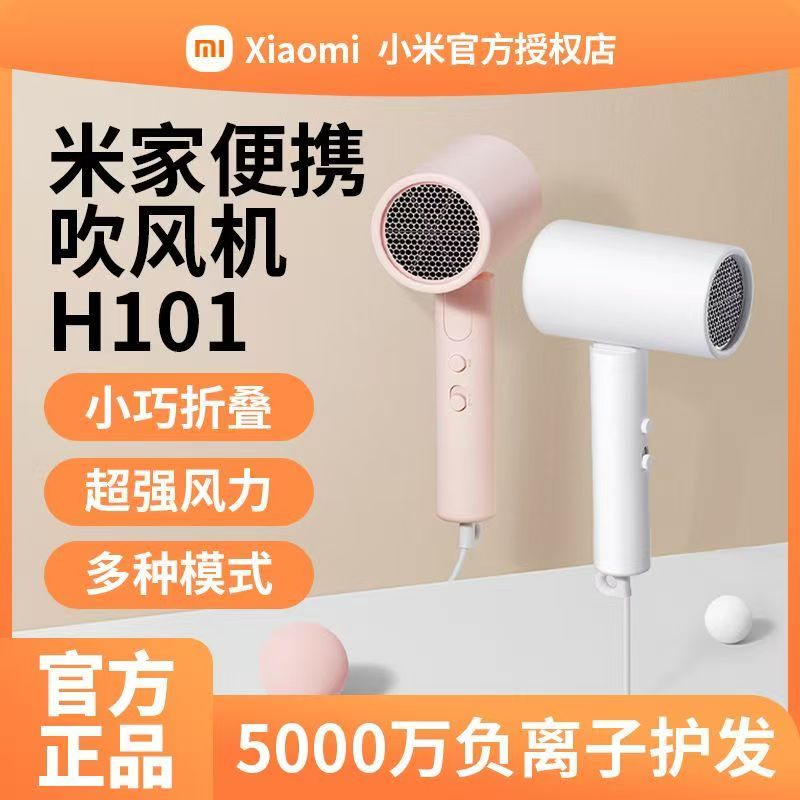 Xiaomi 小米官方授权店
米家便携
吹风机
H101
小巧折叠
超强风力
多种模式
官方
正品
5000万负离子护发